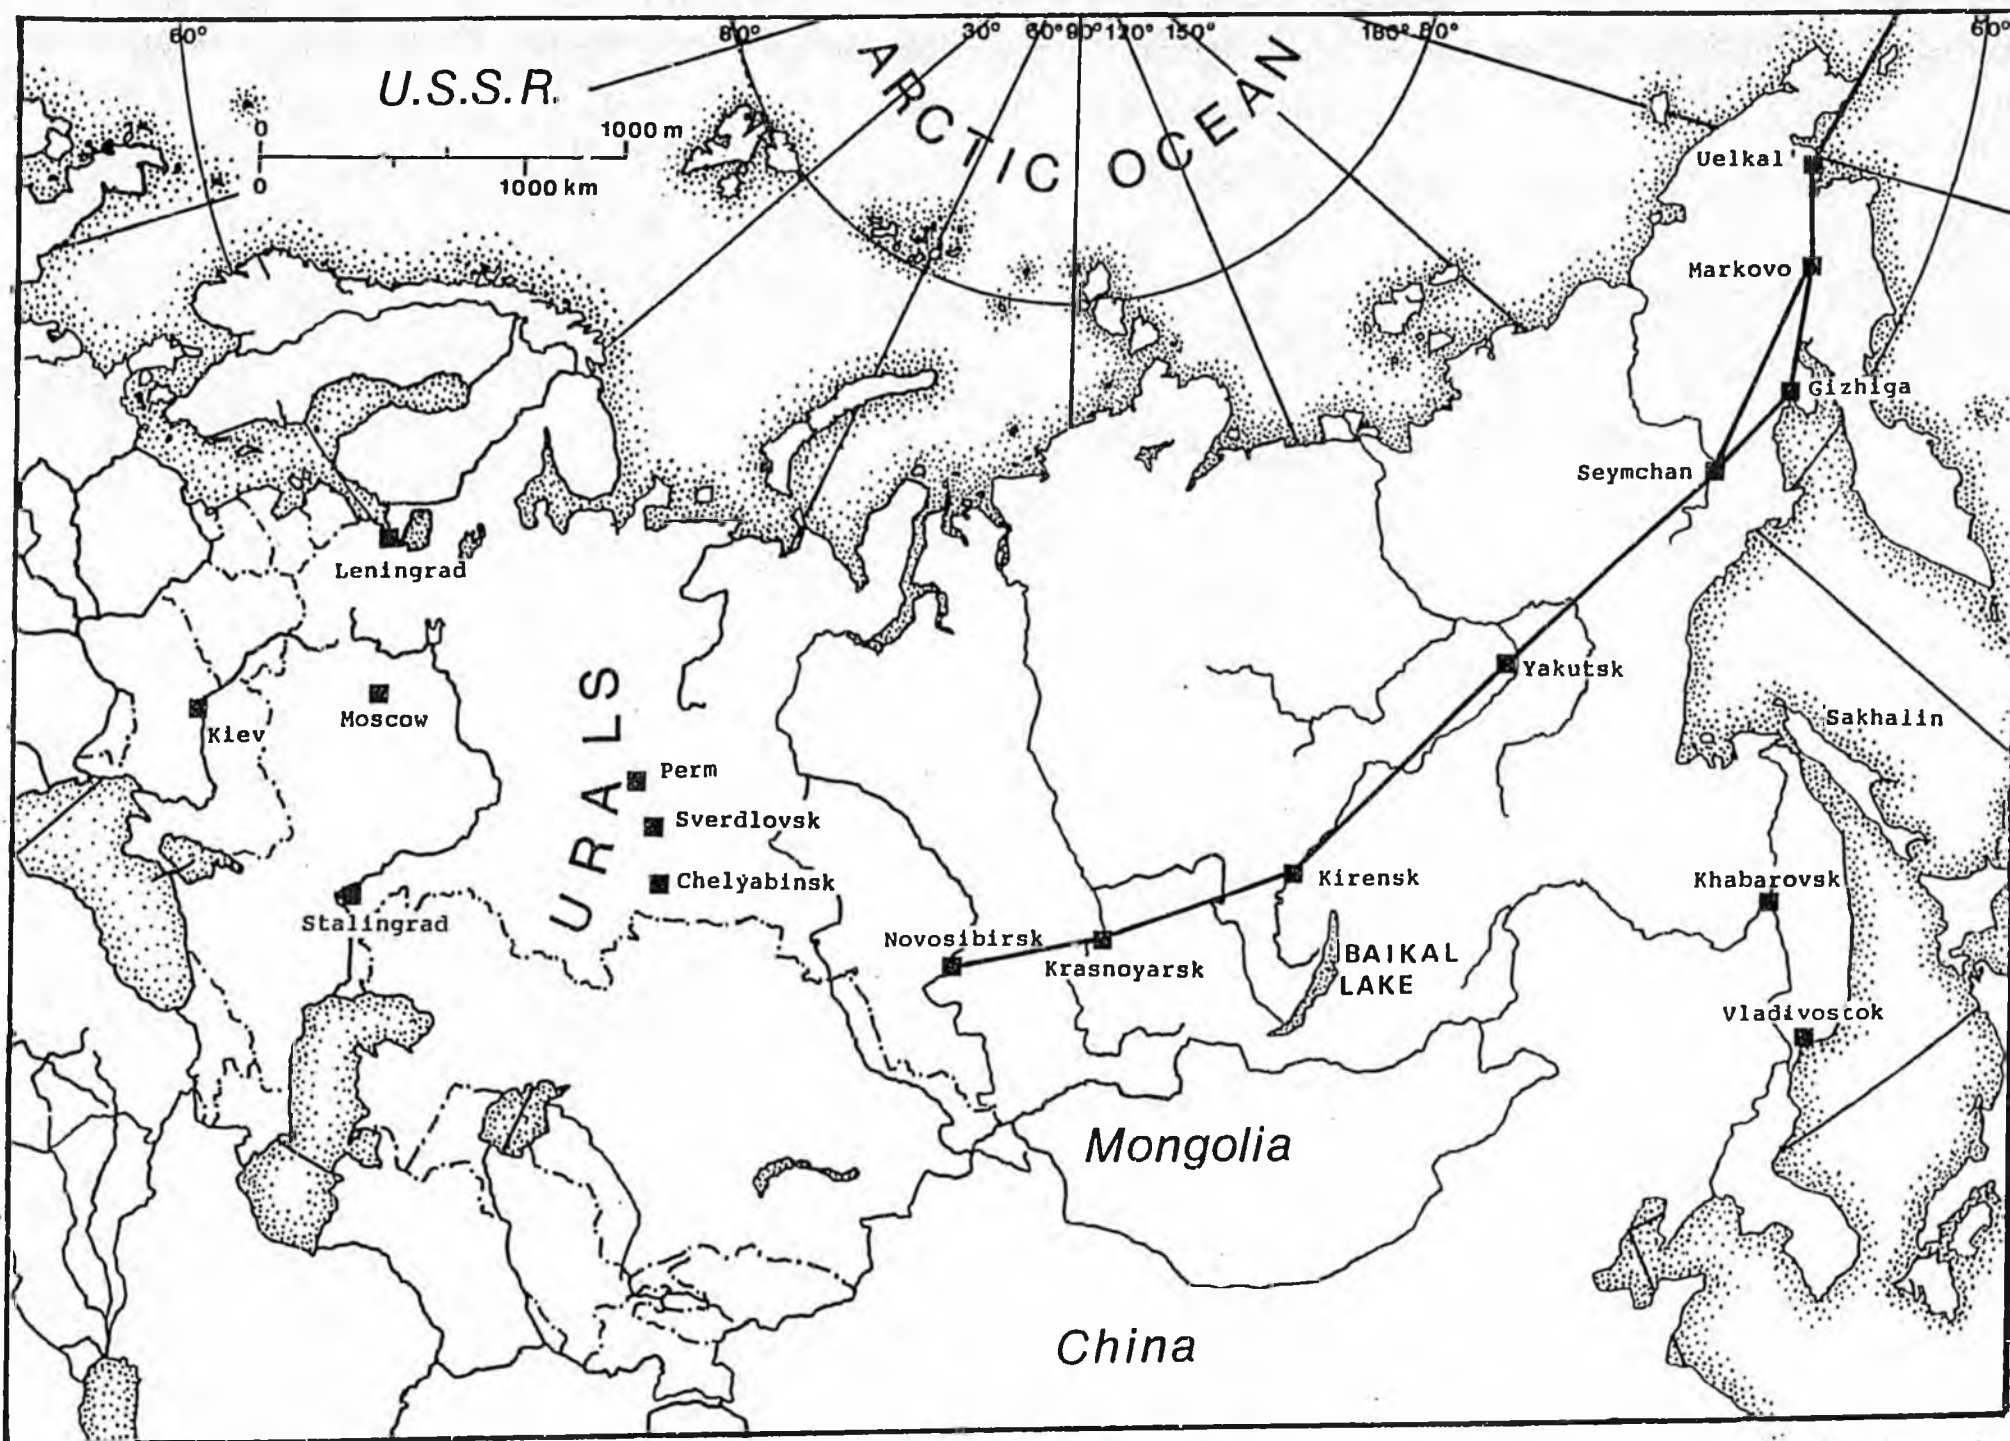 60°
80°
30°
60°
90°
120°
150°
180°
80°
60°
U.S.S.R.
ARCTIC OCEAN
0
1000 m
0
1000 km
Uelkal
Markovo
Gizhiga
Seymchan
Leningrad
Yakutsk
Moscow
Kiev
Sakhalin
URALS
Perm
Sverdlovsk
Chelyabinsk
Kirensk
Khabarovsk
Stalingrad
Novosibirsk
Krasnoyarsk
BAIKAL
LAKE
Vladivostok
Mongolia
China